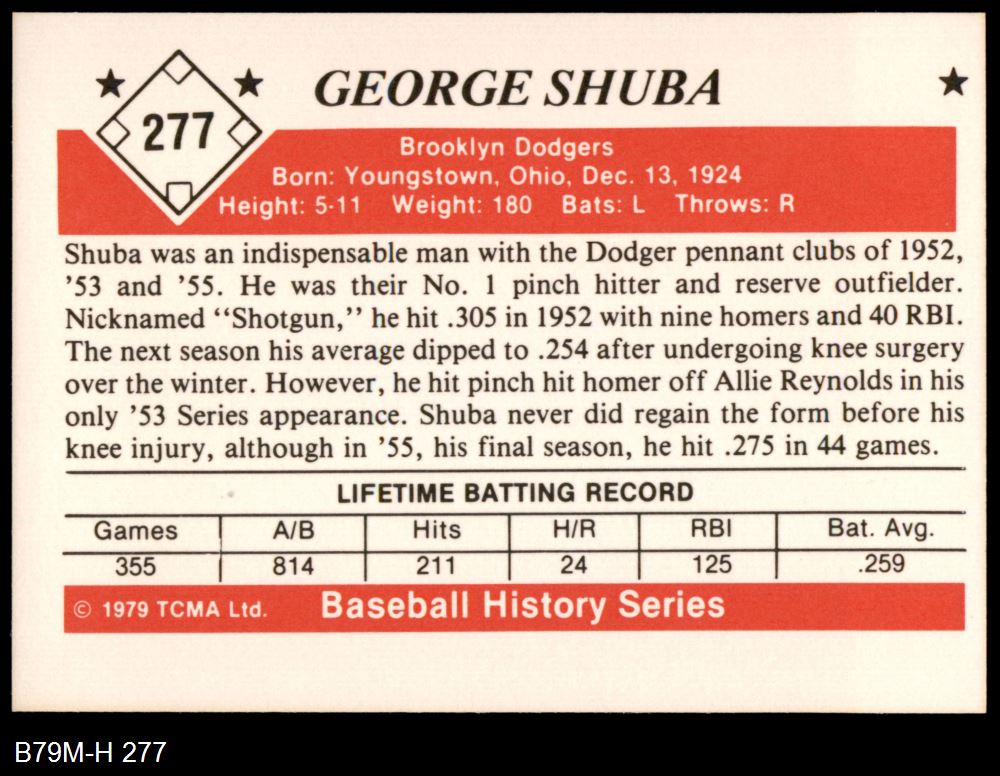 277
GEORGE SHUBA
Brooklyn Dodgers
Born: Youngstown, Ohio, Dec. 13, 1924
Height: 5-11 Weight: 180 Bats: L Throws: R
Shuba was an indispensable man with the Dodger pennant clubs of 1952,
’53 and ’55. He was their No. 1 pinch hitter and reserve outfielder.
Nicknamed “Shotgun,” he hit .305 in 1952 with nine homers and 40 RBI.
The next season his average dipped to .254 after undergoing knee surgery
over the winter. However, he hit pinch hit homer off Allie Reynolds in his
only ’53 Series appearance. Shuba never did regain the form before his
knee injury, although in ’55, his final season, he hit .275 in 44 games.
LIFETIME BATTING RECORD
Games A/B Hits H/R RBI Bat. Avg.
355 814 211 24 125 .259
© 1979 TCMA Ltd. Baseball History Series
B79M-H 277